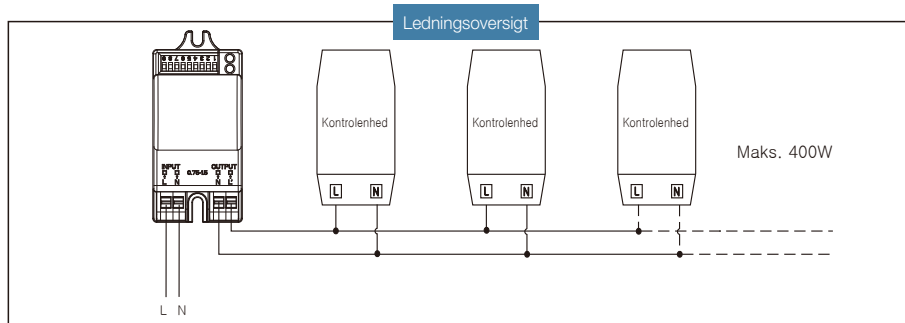 Ledningsoversigt
INPUT 0.75-1.5 OUTPUT
L N N L'
Kontrolenhed Kontrolenhed Kontrolenhed
Maks. 400W
L N L N L N
L N